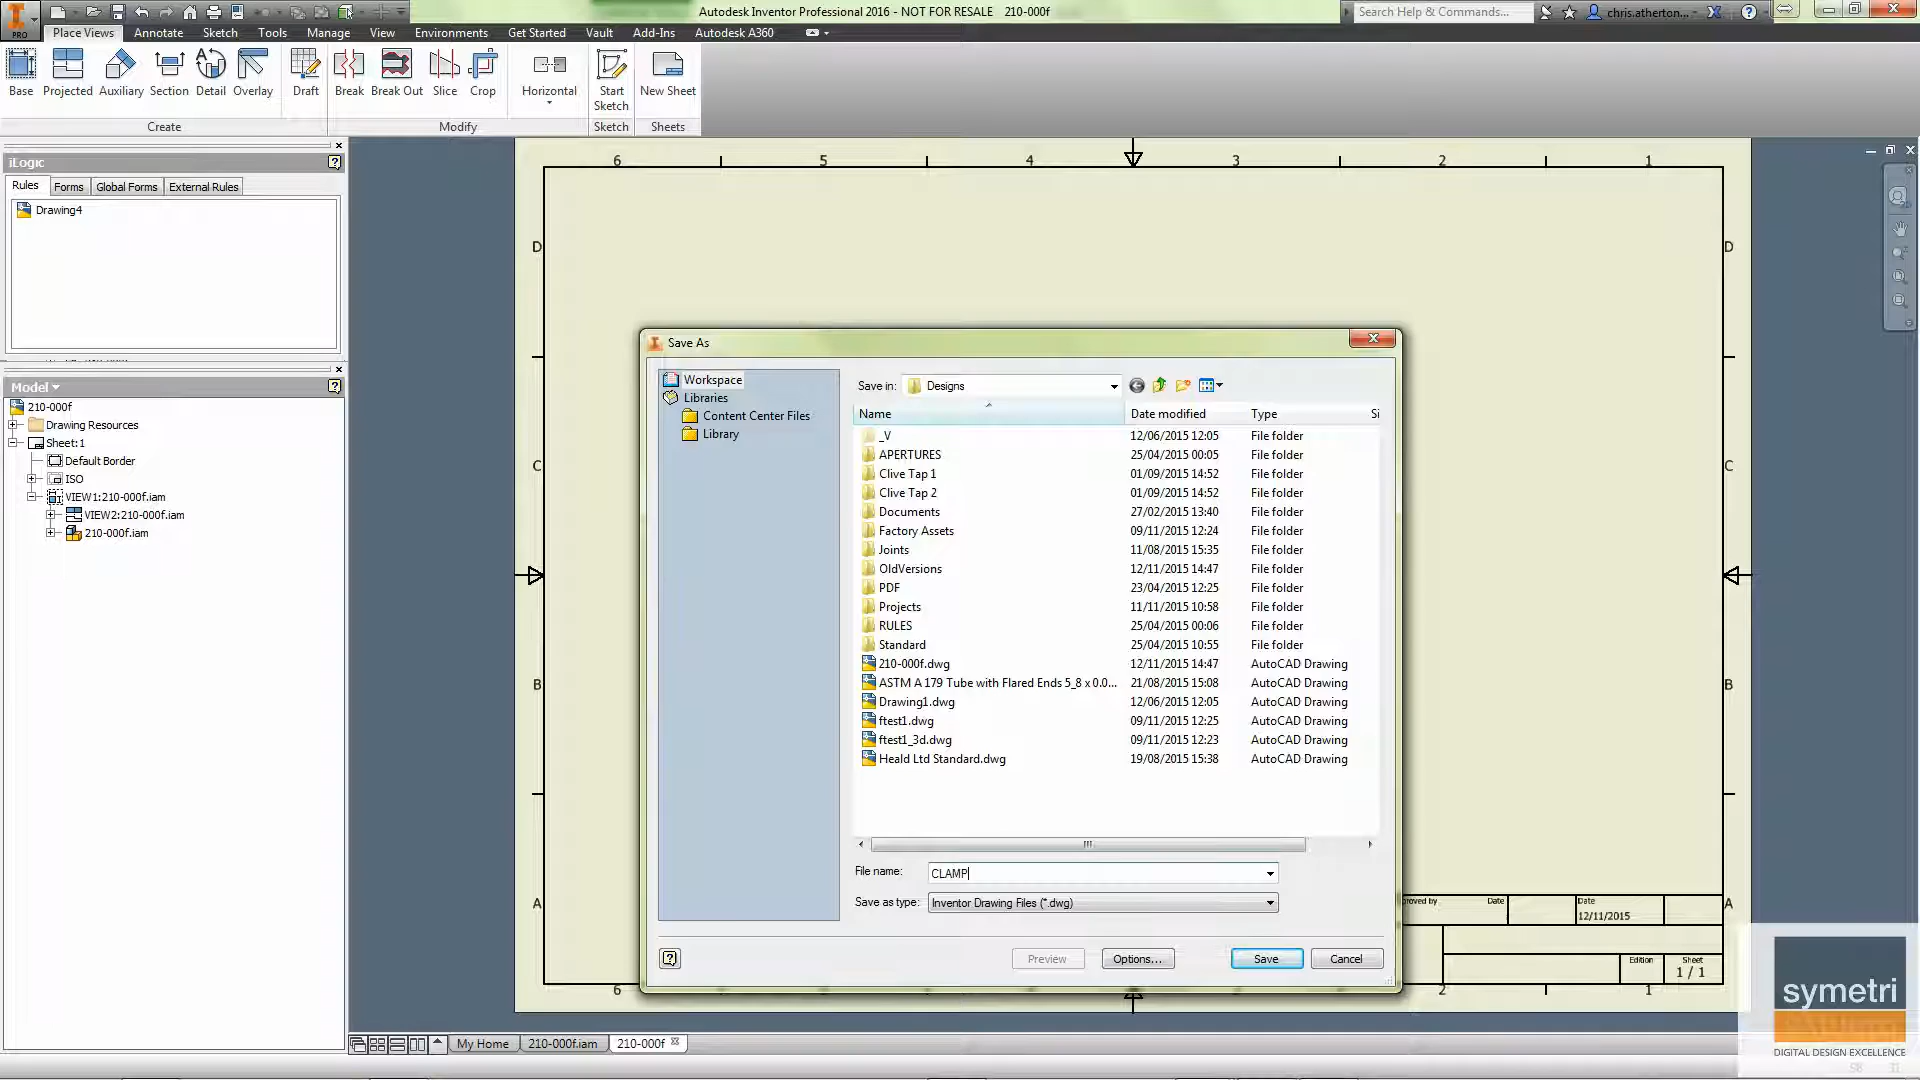 Autodesk Inventor Professional 2016 - NOT FOR RESALE 210-000f
Search Help & Commands...
chris.atherton...
PRO
Place Views Annotate Sketch Tools Manage View Environments Get Started Vault Add-Ins Autodesk A360
Base Projected Auxiliary Section Detail Overlay Draft Break Break Out Slice Crop Horizontal Start Sketch New Sheet
Create Modify Sketch Sheets
iLogic
Rules Forms Global Forms External Rules
Drawing4
Model
210-000f
Drawing Resources
Sheet:1
Default Border
ISO
VIEW1:210-000f.iam
VIEW2:210-000f.iam
210-000f.iam
6 5 4 3 2 1
D D
C C
B B
A A
Save As
Workspace
Libraries
Content Center Files
Library
Save in: Designs
Name Date modified Type Si
_V 12/06/2015 12:05 File folder
APERTURES 25/04/2015 00:05 File folder
Clive Tap 1 01/09/2015 14:52 File folder
Clive Tap 2 01/09/2015 14:52 File folder
Documents 27/02/2015 13:40 File folder
Factory Assets 09/11/2015 12:24 File folder
Joints 11/08/2015 15:35 File folder
OldVersions 12/11/2015 14:47 File folder
PDF 23/04/2015 12:25 File folder
Projects 11/11/2015 10:58 File folder
RULES 25/04/2015 00:06 File folder
Standard 25/04/2015 10:55 File folder
210-000f.dwg 12/11/2015 14:47 AutoCAD Drawing
ASTM A 179 Tube with Flared Ends 5_8 x 0.0... 21/08/2015 15:08 AutoCAD Drawing
Drawing1.dwg 12/06/2015 12:05 AutoCAD Drawing
ftest1.dwg 09/11/2015 12:25 AutoCAD Drawing
ftest1_3d.dwg 09/11/2015 12:23 AutoCAD Drawing
Heald Ltd Standard.dwg 19/08/2015 15:38 AutoCAD Drawing
File name: CLAMP
Save as type: Inventor Drawing Files (*.dwg)
Preview Options... Save Cancel
roved by Date Date
12/11/2015
Edition Sheet
1 / 1
6 2 1
My Home 210-000f.iam 210-000f
symetri
DIGITAL DESIGN EXCELLENCE